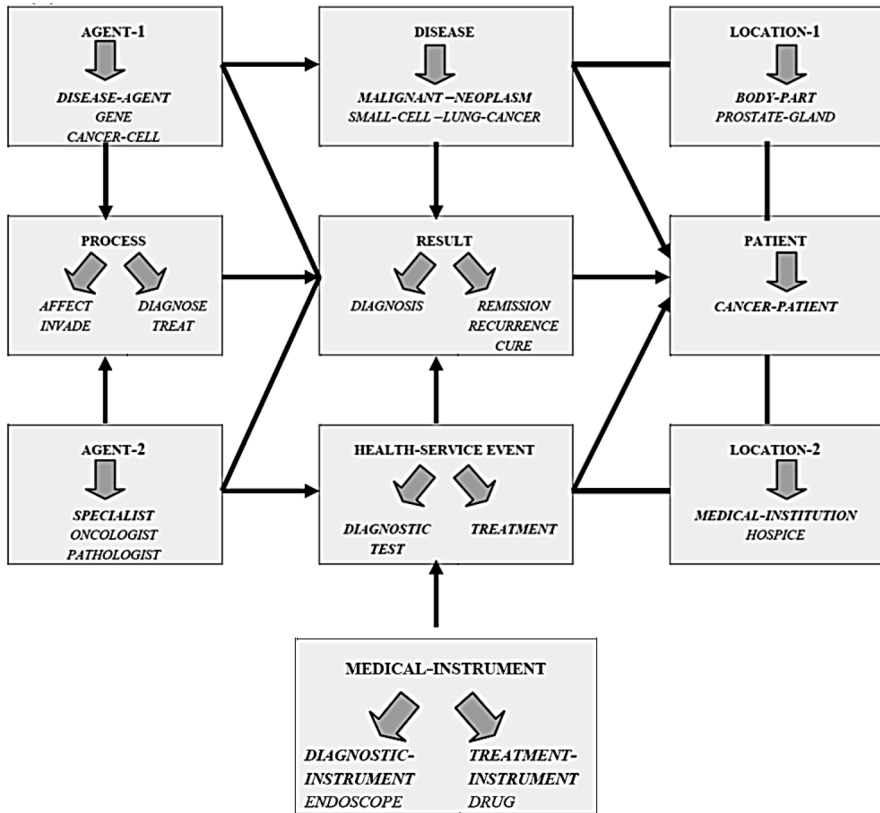 AGENT-1
DISEASE-AGENT
GENE
CANCER-CELL
DISEASE
MALIGNANT –NEOPLASM
SMALL-CELL –LUNG-CANCER
LOCATION-1
BODY-PART
PROSTATE-GLAND
PROCESS
AFFECT
INVADE
DIAGNOSE
TREAT
RESULT
DIAGNOSIS
REMISSION
RECURRENCE
CURE
PATIENT
CANCER-PATIENT
AGENT-2
SPECIALIST
ONCOLOGIST
PATHOLOGIST
HEALTH-SERVICE EVENT
DIAGNOSTIC
TEST
TREATMENT
LOCATION-2
MEDICAL-INSTITUTION
HOSPICE
MEDICAL-INSTRUMENT
DIAGNOSTIC-
INSTRUMENT
ENDOSCOPE
TREATMENT-
INSTRUMENT
DRUG